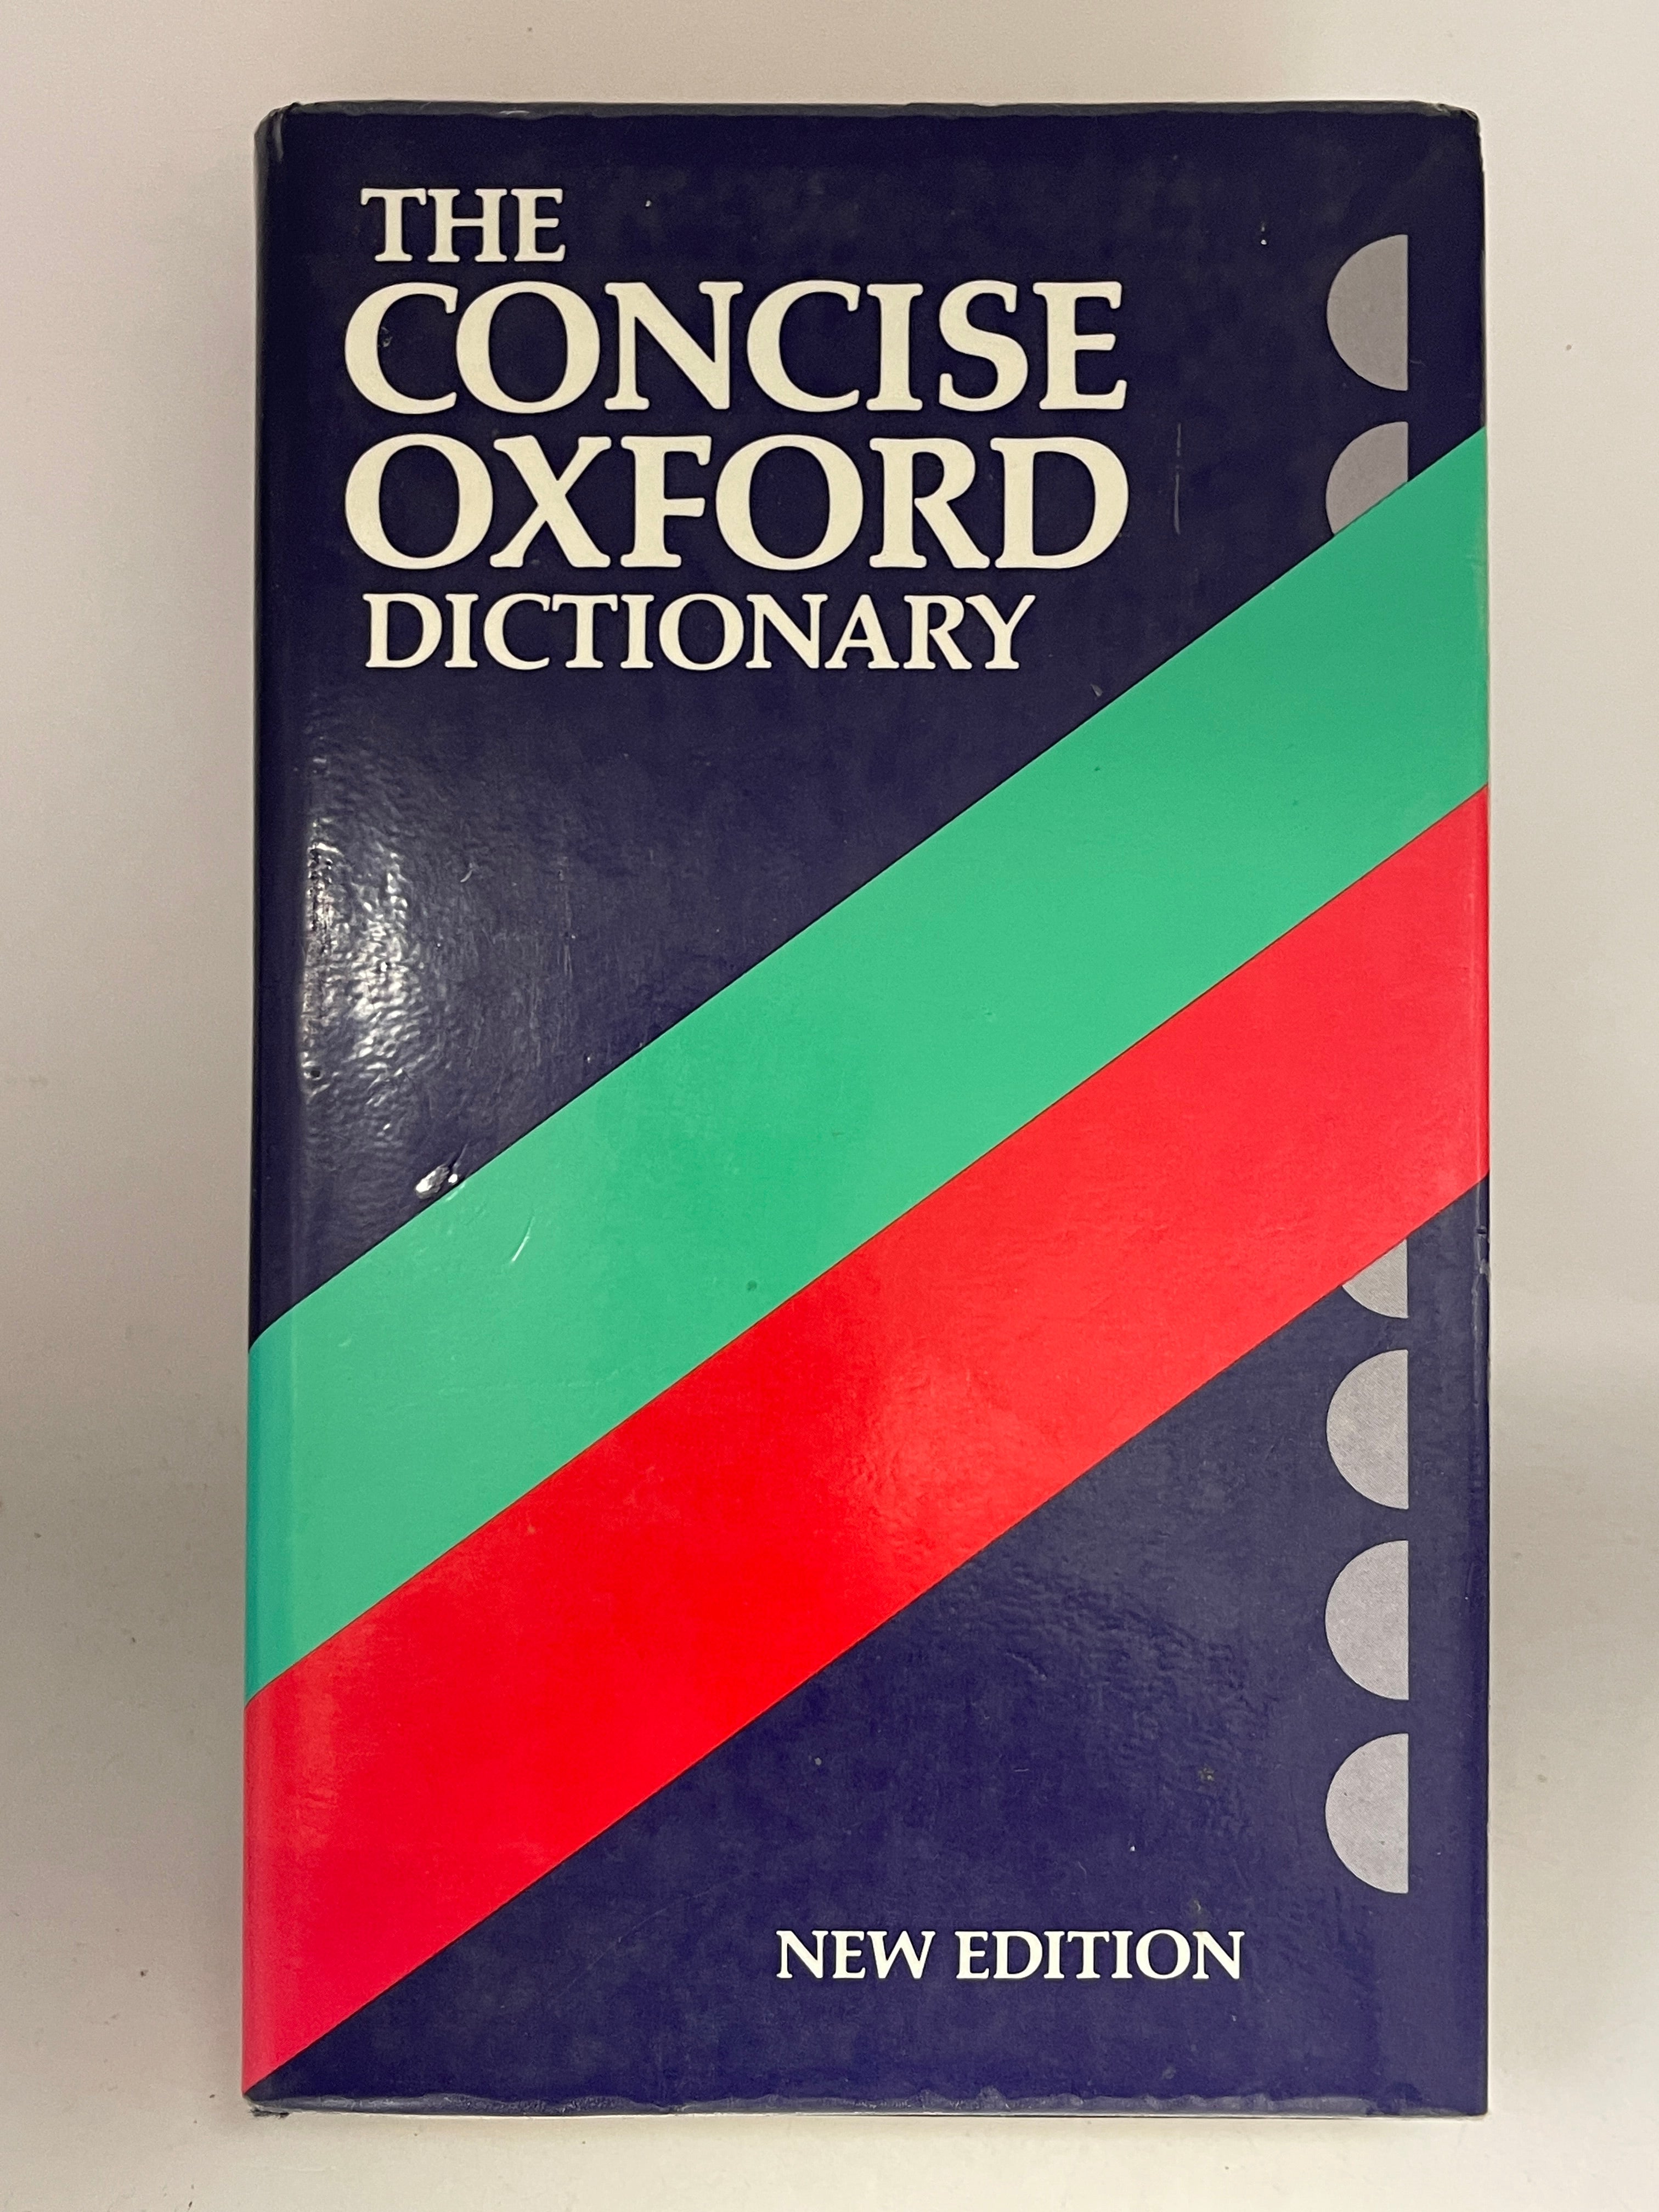 THE
CONCISE
OXFORD
DICTIONARY
NEW EDITION